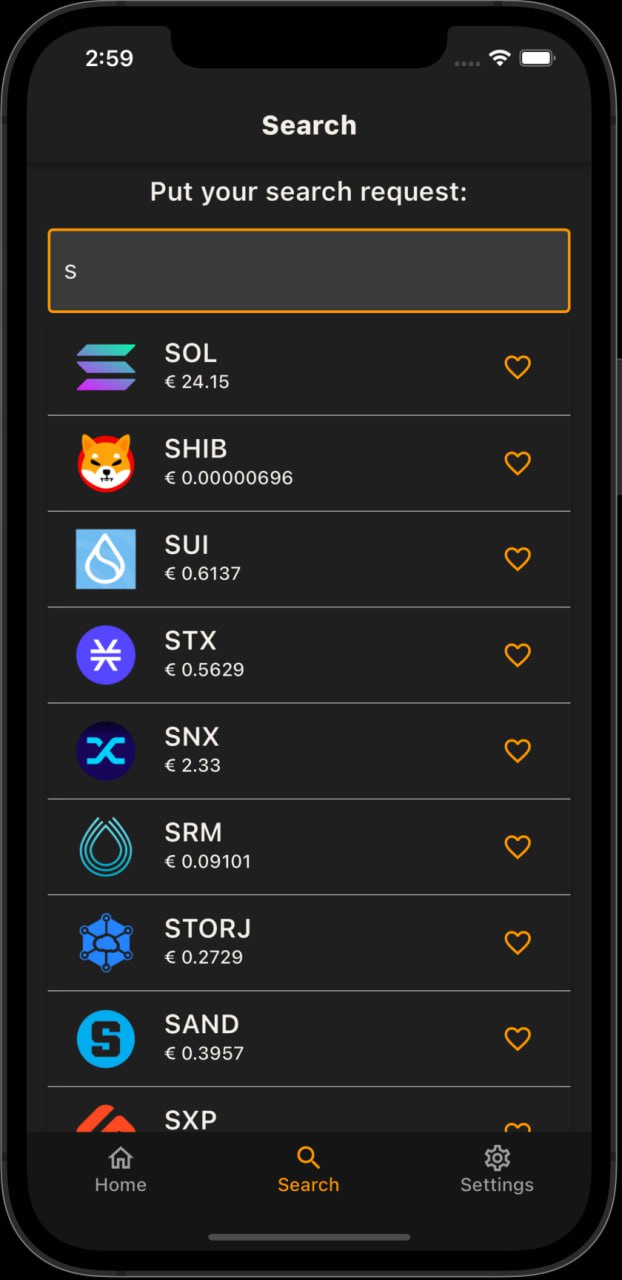 2:59
Search
Put your search request:
s
SOL
€ 24.15
SHIB
€ 0.00000696
SUI
€ 0.6137
STX
€ 0.5629
SNX
€ 2.33
SRM
€ 0.09101
STORJ
€ 0.2729
SAND
€ 0.3957
SXP
Home
Search
Settings